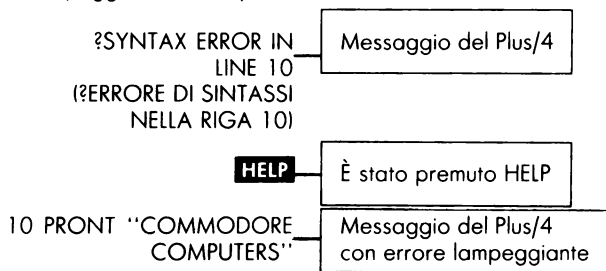 ?SYNTAX ERROR IN
LINE 10
(?ERRORE DI SINTASSI
NELLA RIGA 10)
Messaggio del Plus/4
HELP
È stato premuto HELP
10 PRONT "COMMODORE
COMPUTERS"
Messaggio del Plus/4
con errore lampeggiante